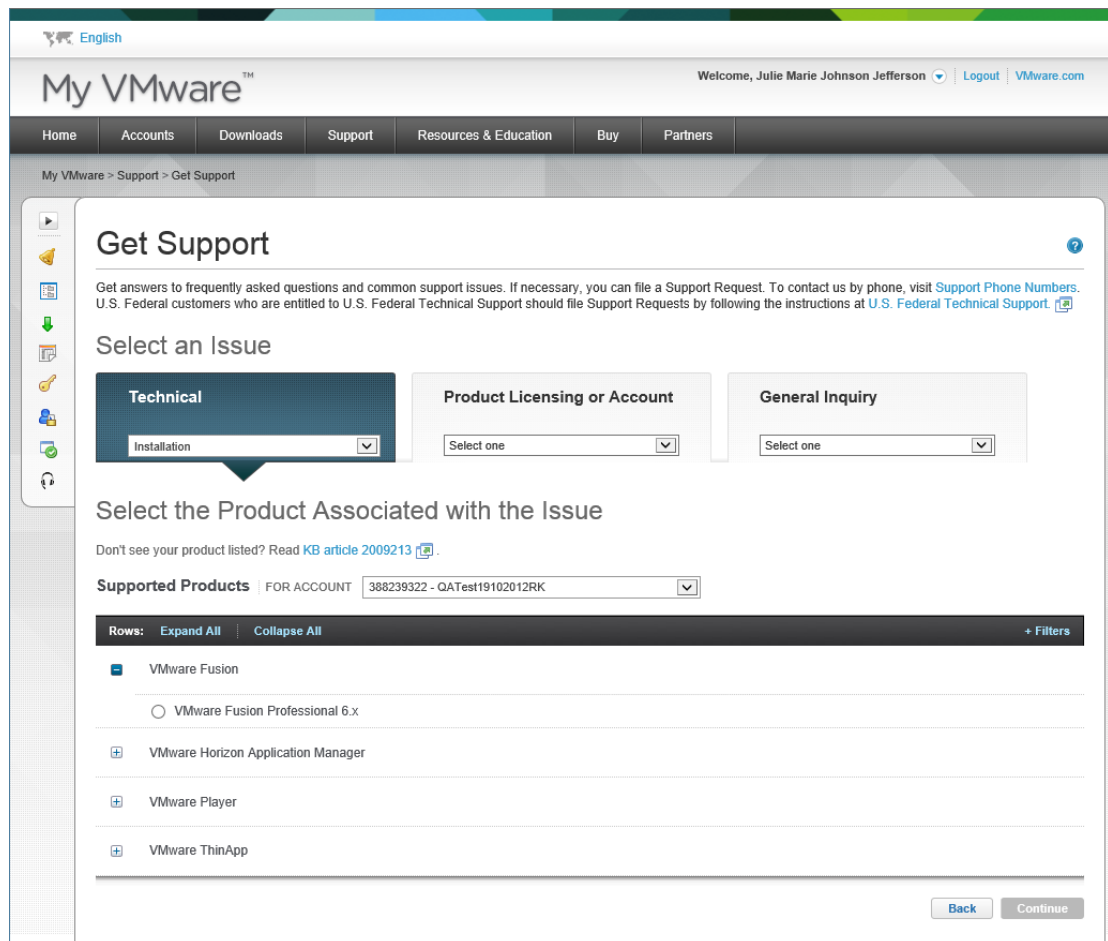 English
My VMware™
Welcome, Julie Marie Johnson Jefferson Logout VMware.com
Home Accounts Downloads Support Resources & Education Buy Partners
My VMware > Support > Get Support
Get Support
?
Get answers to frequently asked questions and common support issues. If necessary, you can file a Support Request. To contact us by phone, visit Support Phone Numbers.
U.S. Federal customers who are entitled to U.S. Federal Technical Support should file Support Requests by following the instructions at U.S. Federal Technical Support.
Select an Issue
Technical Product Licensing or Account General Inquiry
Installation Select one Select one
Select the Product Associated with the Issue
Don't see your product listed? Read KB article 2009213 .
Supported Products FOR ACCOUNT 388239322 - QATest19102012RK
Rows: Expand All Collapse All + Filters
VMware Fusion
VMware Fusion Professional 6.x
VMware Horizon Application Manager
VMware Player
VMware ThinApp
Back Continue